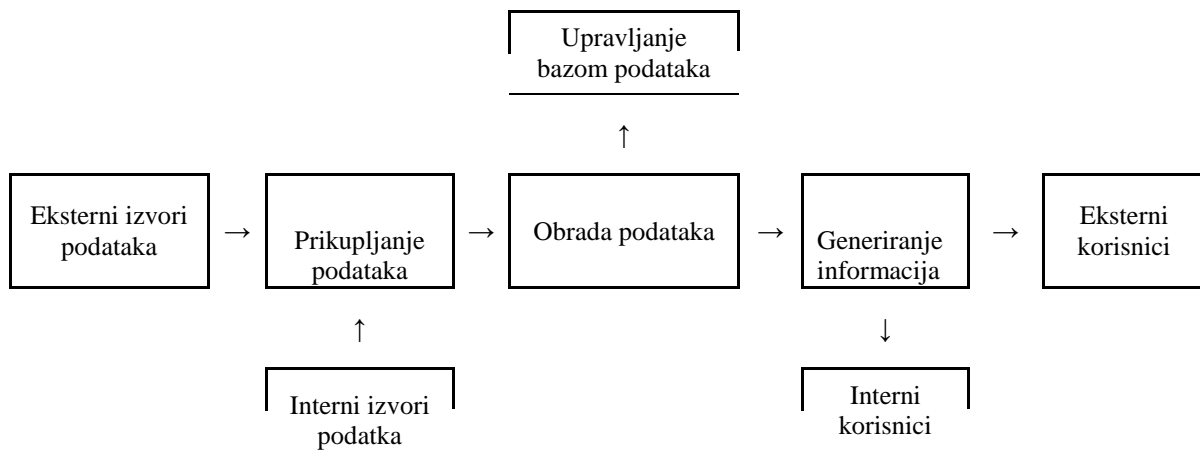 Upravljanje
bazom podataka
↑
Eksterni izvori
podataka
→
Prikupljanje
podataka
→
Obrada podataka
→
Generiranje
informacija
→
Eksterni
korisnici
↑
↓
Interni izvori
podatka
Interni
korisnici